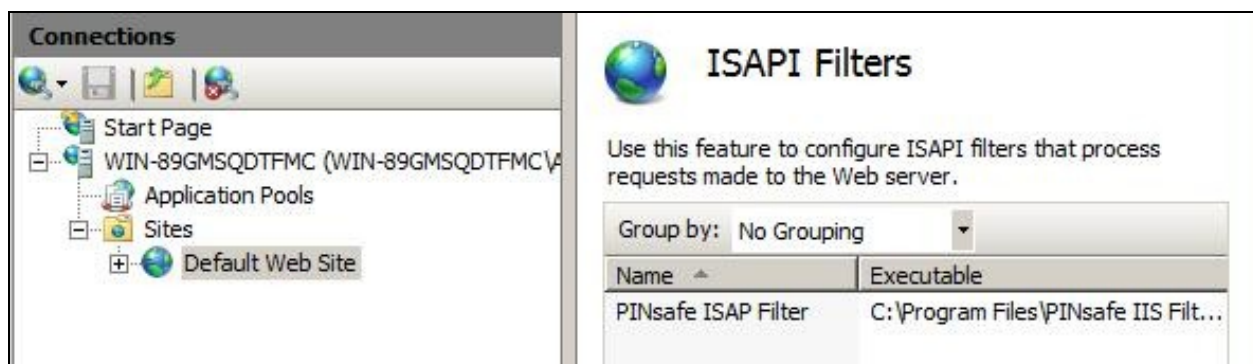 Connections
Start Page
WIN-89GMSQDTFMC (WIN-89GMSQDTFMC\A
Application Pools
Sites
Default Web Site
ISAPI Filters
Use this feature to configure ISAPI filters that process
requests made to the Web server.
Group by: No Grouping
Name Executable
PINsafe ISAP Filter C:\Program Files\PINsafe IIS Filt...